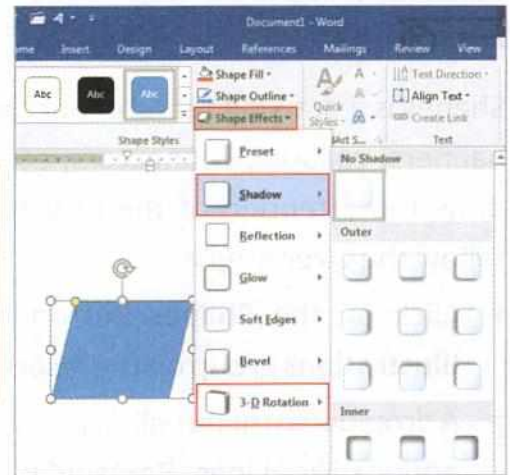 Document1 - Word
ome Insert Design Layout References Mailings Review View
Abc Abc Abc
Shape Fill
Shape Outline
Shape Effects
Quick Styles
Text Direction
Align Text
Create Link
Shape Styles
Art S...
Text
Preset
Shadow
Reflection
Glow
Soft Edges
Bevel
3-D Rotation
No Shadow
Outer
Inner